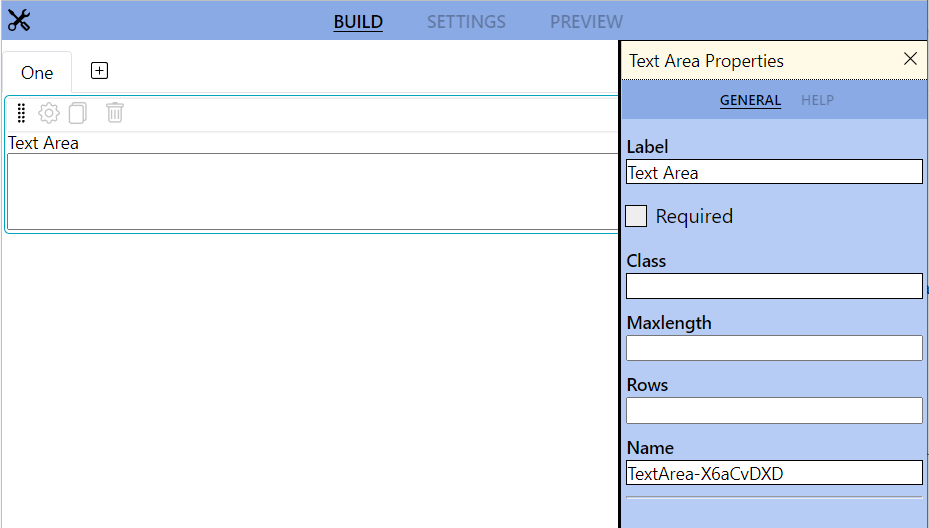 BUILD SETTINGS PREVIEW
One
Text Area
Text Area Properties
GENERAL HELP
Label
Text Area
Required
Class
Maxlength
Rows
Name
TextArea-X6aCvDXD